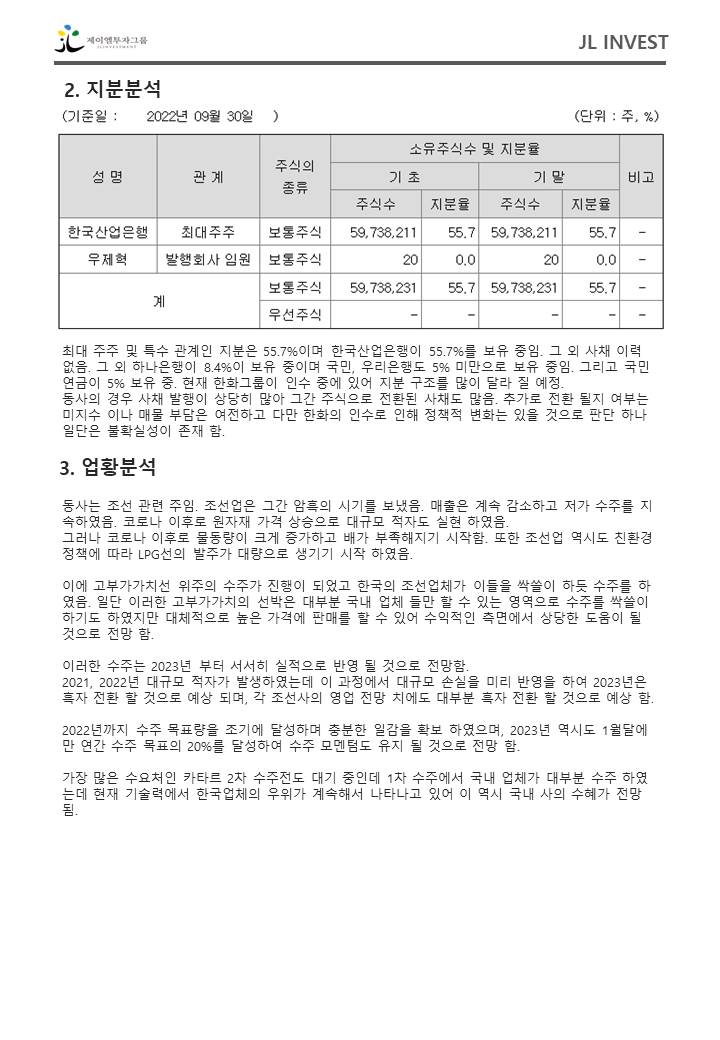 제이엘투자그룹
JLINVESTMENT
JL INVEST
2. 지분분석
(기준일 : 2022년 09월 30일 )
(단위 : 주, %)
성 명 관 계 주식의 종류 소유주식수 및 지분율 비고
기 초 기 말
주식수 지분율 주식수 지분율
한국산업은행 최대주주 보통주식 59,738,211 55.7 59,738,211 55.7 -
우제혁 발행회사 임원 보통주식 20 0.0 20 0.0 -
계 보통주식 59,738,231 55.7 59,738,231 55.7 -
우선주식 - - - - -
최대 주주 및 특수 관계인 지분은 55.7%이며 한국산업은행이 55.7%를 보유 중임. 그 외 사채 이력
없음. 그 외 하나은행이 8.4%이 보유 중이며 국민, 우리은행도 5% 미만으로 보유 중임. 그리고 국민
연금이 5% 보유 중. 현재 한화그룹이 인수 중에 있어 지분 구조를 많이 달라 질 예정.
동사의 경우 사채 발행이 상당히 많아 그간 주식으로 전환된 사채도 많음. 추가로 전환 될지 여부는
미지수 이나 매물 부담은 여전하고 다만 한화의 인수로 인해 정책적 변화는 있을 것으로 판단 하나
일단은 불확실성이 존재 함.
3. 업황분석
동사는 조선 관련 주임. 조선업은 그간 암흑의 시기를 보냈음. 매출은 계속 감소하고 저가 수주를 지
속하였음. 코로나 이후로 원자재 가격 상승으로 대규모 적자도 실현 하였음.
그러나 코로나 이후로 물동량이 크게 증가하고 배가 부족해지기 시작함. 또한 조선업 역시도 친환경
정책에 따라 LPG선의 발주가 대량으로 생기기 시작 하였음.
이에 고부가가치선 위주의 수주가 진행이 되었고 한국의 조선업체가 이들을 싹쓸이 하듯 수주를 하
였음. 일단 이러한 고부가가치의 선박은 대부분 국내 업체 들만 할 수 있는 영역으로 수주를 싹쓸이
하기도 하였지만 대체적으로 높은 가격에 판매를 할 수 있어 수익적인 측면에서 상당한 도움이 될
것으로 전망 함.
이러한 수주는 2023년 부터 서서히 실적으로 반영 될 것으로 전망함.
2021, 2022년 대규모 적자가 발생하였는데 이 과정에서 대규모 손실을 미리 반영을 하여 2023년은
흑자 전환 할 것으로 예상 되며, 각 조선사의 영업 전망 치에도 대부분 흑자 전환 할 것으로 예상 함.
2022년까지 수주 목표량을 조기에 달성하며 충분한 일감을 확보 하였으며, 2023년 역시도 1월달에
만 연간 수주 목표의 20%를 달성하여 수주 모멘텀도 유지 될 것으로 전망 함.
가장 많은 수요처인 카타르 2차 수주전도 대기 중인데 1차 수주에서 국내 업체가 대부분 수주 하였
는데 현재 기술력에서 한국업체의 우위가 계속해서 나타나고 있어 이 역시 국내 사의 수혜가 전망
됨.